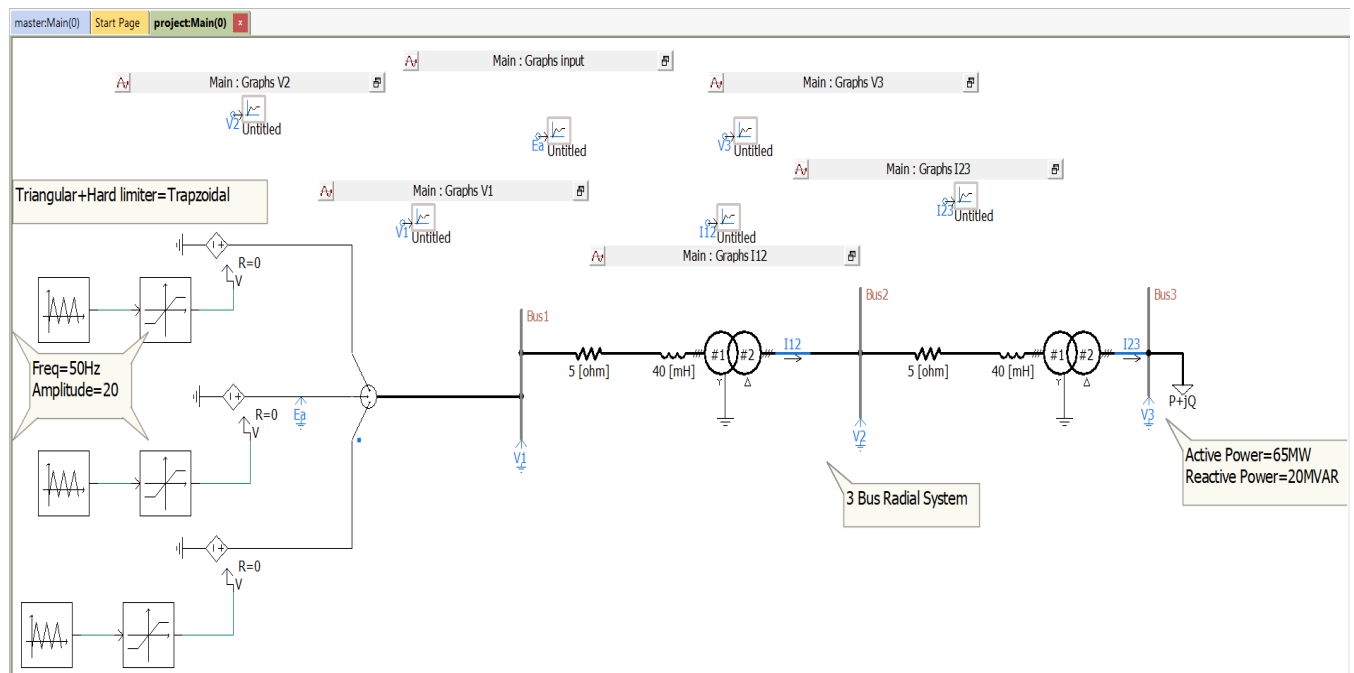 master:Main(0)
Start Page
project:Main(0)
x
Main : Graphs input
Main : Graphs V2
Main : Graphs V3
V2
Untitled
Ea
Untitled
V3
Untitled
Main : Graphs I23
Triangular+Hard limiter=Trapzoidal
Main : Graphs V1
I23
Untitled
V1
Untitled
I12
Untitled
Main : Graphs I12
R=0
V
Bus1
Bus2
Bus3
5 [ohm]
40 [mH]
#1
#2
I12
5 [ohm]
40 [mH]
#1
#2
I23
Freq=50Hz
Amplitude=20
P+jQ
R=0
V
Ea
V1
V2
V3
Active Power=65MW
Reactive Power=20MVAR
3 Bus Radial System
R=0
V